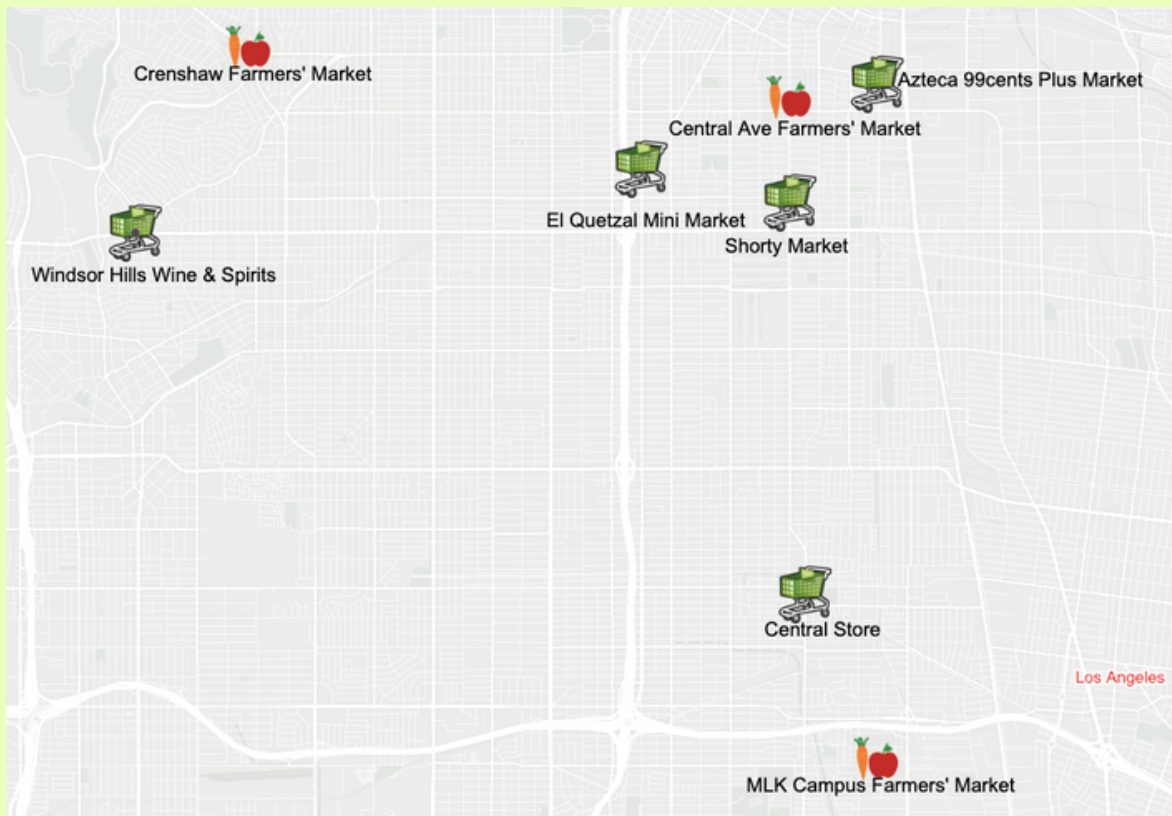 Crenshaw Farmers' Market
Azteca 99cents Plus Market
Central Ave Farmers' Market
El Quetzal Mini Market
Shorty Market
Windsor Hills Wine & Spirits
Central Store
Los Angeles
MLK Campus Farmers' Market